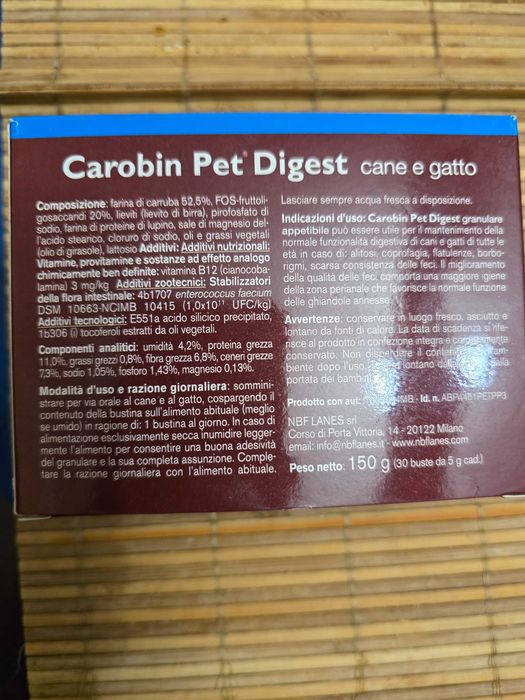 Carobin Pet® Digest cane e gatto
Composizione: farina di carruba 52,5%, FOS-fruttoli-
gosaccaridi 20%, lieviti (lievito di birra), pirofosfato di
sodio, farina di proteine di lupino, sale di magnesio del-
l'acido stearico, cloruro di sodio, oli e grassi vegetali
(olio di girasole), lattosio Additivi: Additivi nutrizionali:
Vitamine, provitamine e sostanze ad effetto analogo
chimicamente ben definite: vitamina B12 (cianocoba-
lamina) 3 mg/kg Additivi zootecnici: Stabilizzatori
della flora intestinale: 4b1707 enterococcus faecium
DSM 10663-NCIMB 10415 (1,0x10¹¹ UFC/kg)
Additivi tecnologici: E551a acido silicico precipitato,
1b306 (i) tocoferoli estratti da oli vegetali.
Componenti analitici: umidità 4,2%, proteina grezza
11,0%, grassi grezzi 0,8%, fibra grezza 6,8%, ceneri grezze
7,3%, sodio 1,05%, fosforo 1,43%, magnesio 0,13%.
Modalità d'uso e razione giornaliera: sommini-
strare per via orale al cane e al gatto, cospargendo il
contenuto della bustina sull'alimento abituale (meglio
se umido) in ragione di: 1 bustina al giorno. In caso di
alimentazione esclusivamente secca inumidire legger-
mente l'alimento per consentire una buona adesività
del granulare e la sua completa assunzione. Comple-
tare la razione giornaliera con l'alimento abituale.
Lasciare sempre acqua fresca a disposizione.
Indicazioni d'uso: Carobin Pet Digest granulare
appetibile può essere utile per il mantenimento della
normale funzionalità digestiva di cani e gatti di tutte le
età in caso di: alitosi, coprofagia, flatulenze, borbo-
rigmi, scarsa consistenza delle feci. Il miglioramento
della qualità delle feci comporta una maggiore igiene
della zona perianale che favorisce la normale funzione
delle ghiandole annesse.
Avvertenze: conservare in luogo fresco, asciutto e
lontano da fonti di calore. La data di scadenza si rife-
risce al prodotto in confezione integra e correttamente
conservato. Non disperdere il contenitore
biente dopo l'uso. lontano dalla
portata dei bambini
Prodotto con aut: Id. n. ABPA451PETPP3
NBF LANES srl
Corso di Porta Vittoria, 14 - 20122 Milano
email: info@nbflanes.it - www.nbflanes.com
Peso netto: 150 g (30 buste da 5 g cad.)